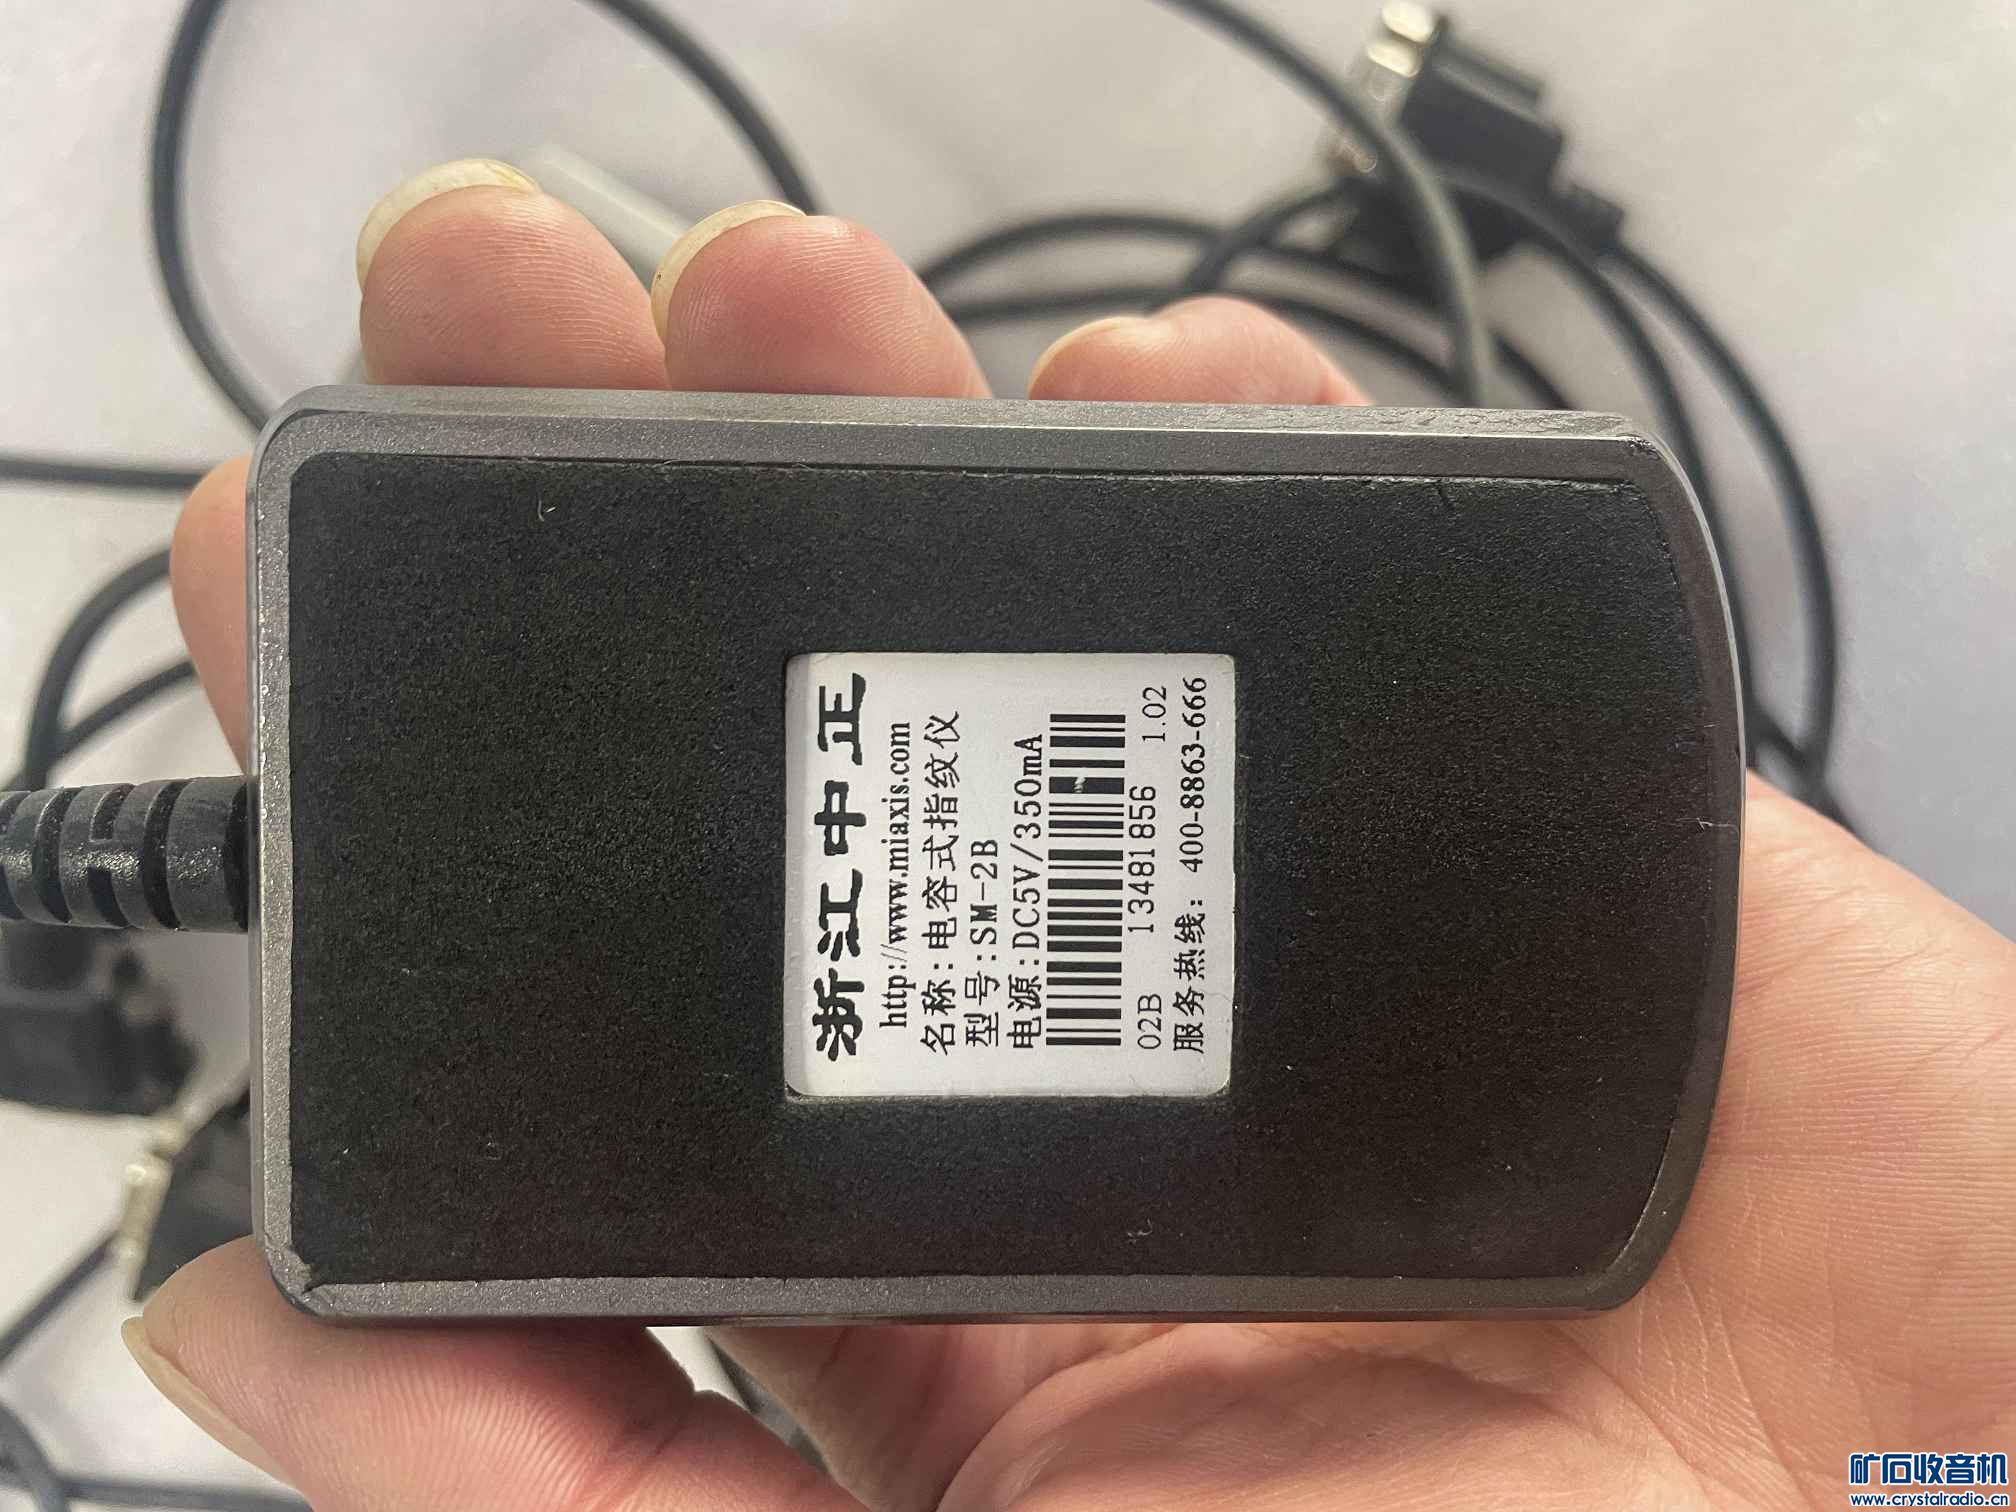 浙江中正
http://www.miaxis.com
名称:电容式指纹仪
型号:SM-2B
电源:DC5V/350mA
02B 13481856 1.02
服务热线: 400-8863-666
矿石收音机
www.crystalradio.cn